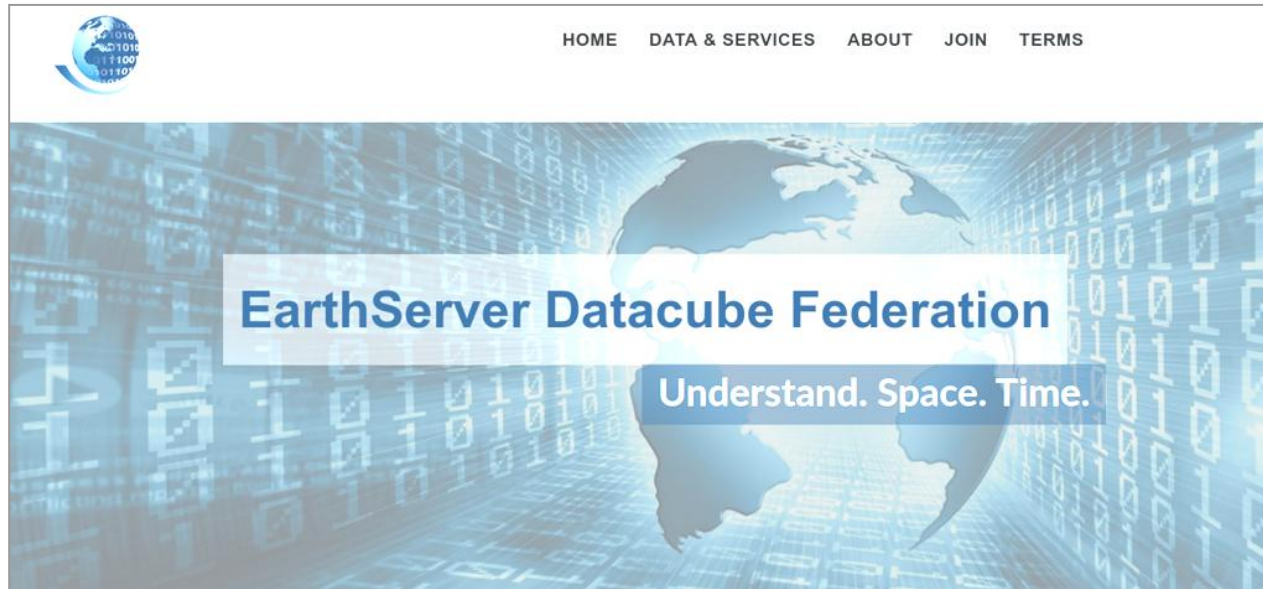 HOME DATA & SERVICES ABOUT JOIN TERMS
EarthServer Datacube Federation
Understand. Space. Time.